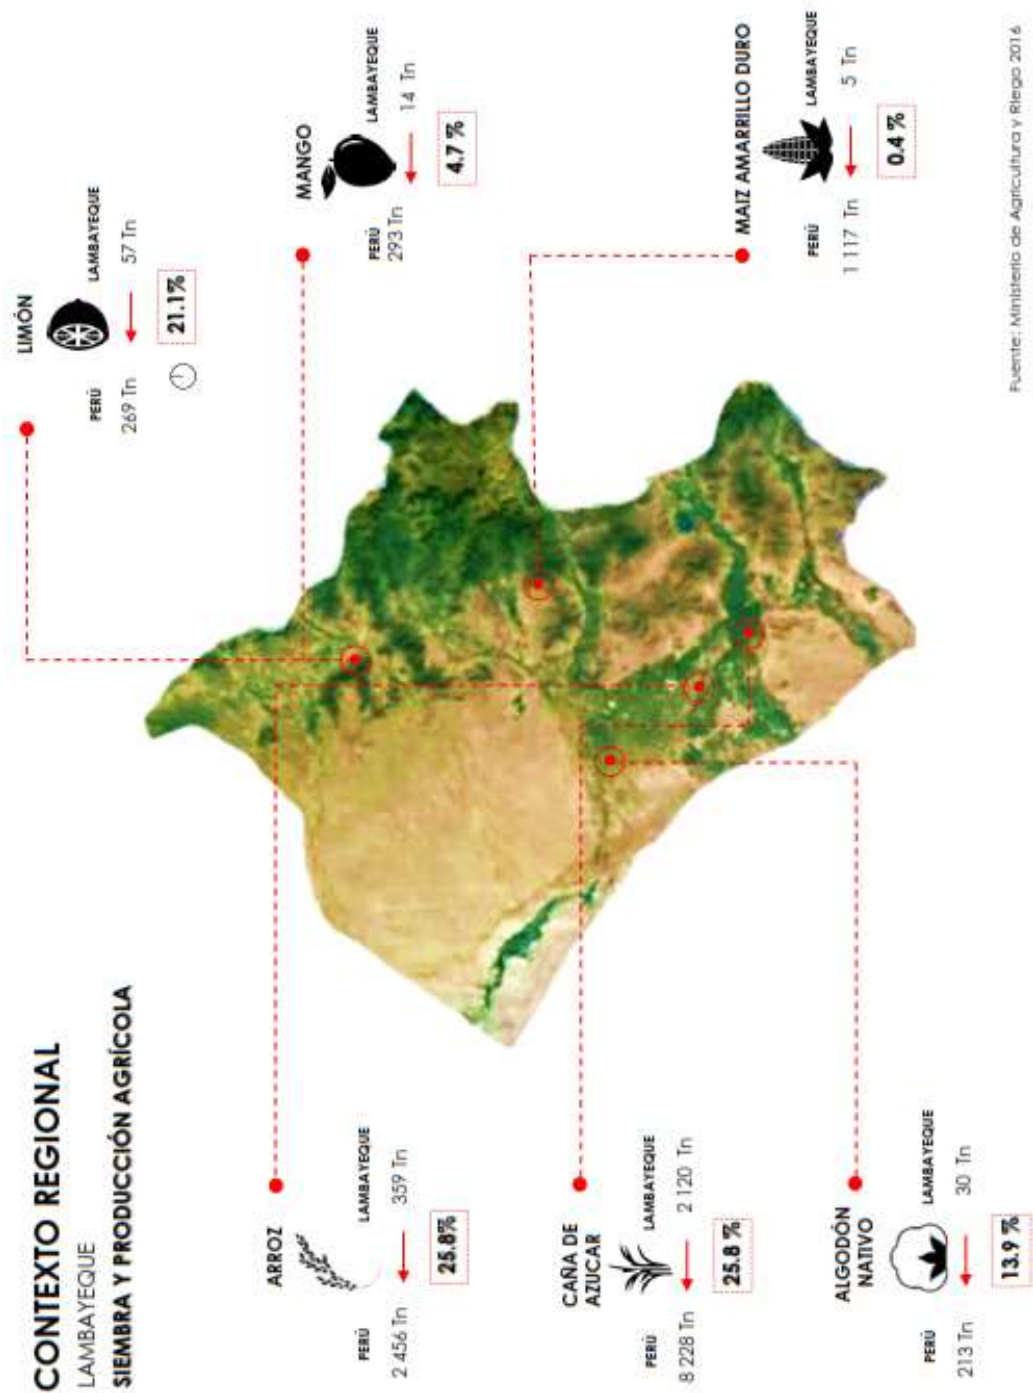 CONTEXTO REGIONAL
LAMBAYEQUE
SIEMBRA Y PRODUCCIÓN AGRÍCOLA
ARROZ
PERÚ
LAMBAYEQUE
2 456 Tn
359 Tn
25.8%
CAÑA DE
AZUCAR
PERÚ
LAMBAYEQUE
8 228 Tn
2 120 Tn
25.8 %
ALGODÓN
NATIVO
PERÚ
LAMBAYEQUE
213 Tn
30 Tn
13.9 %
LIMÓN
PERÚ
LAMBAYEQUE
269 Tn
57 Tn
21.1%
MANGO
PERÚ
LAMBAYEQUE
293 Tn
14 Tn
4.7 %
MAIZ AMARRILLO DURO
PERÚ
LAMBAYEQUE
1 117 Tn
5 Tn
0.4 %
Fuente: Ministerio de Agricultura y Riego 2016